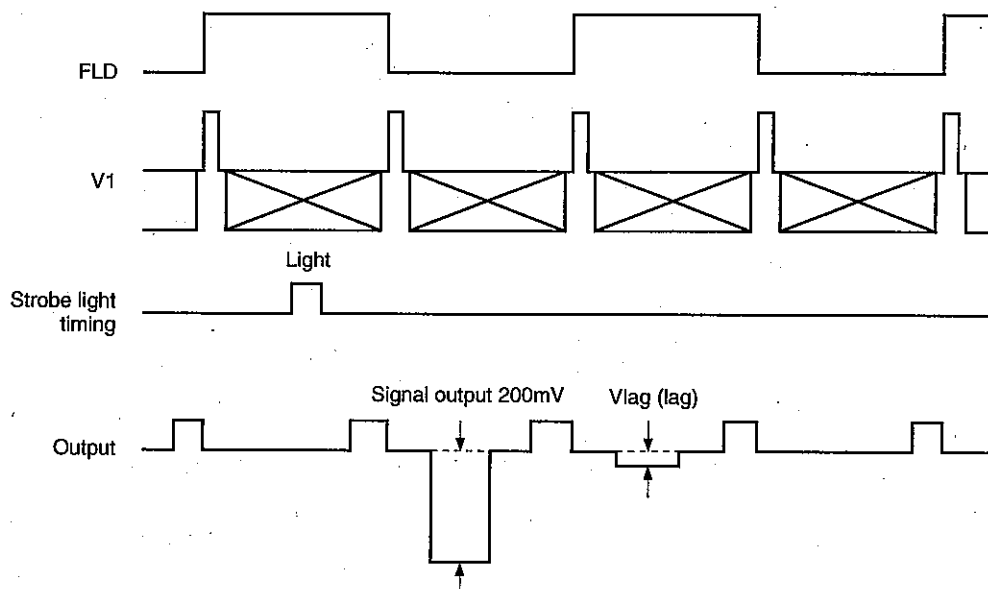 FLD
V1
Light
Strobe light
timing
Signal output 200mV
Vlag (lag)
Output